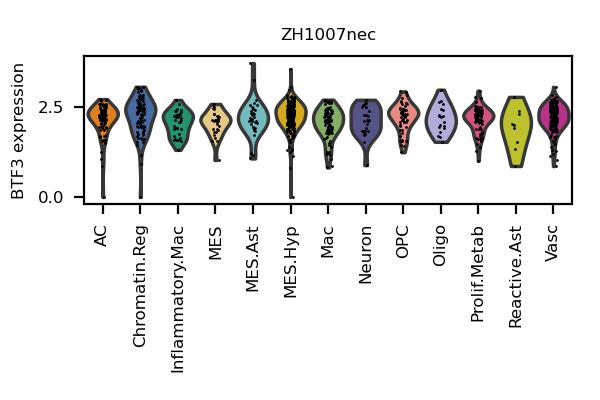 ZH1007nec
BTF3 expression
2.5
0.0
AC
Chromatin.Reg
Inflammatory.Mac
MES
MES.Ast
MES.Hyp
Mac
Neuron
OPC
Oligo
Prolif.Metab
Reactive.Ast
Vasc